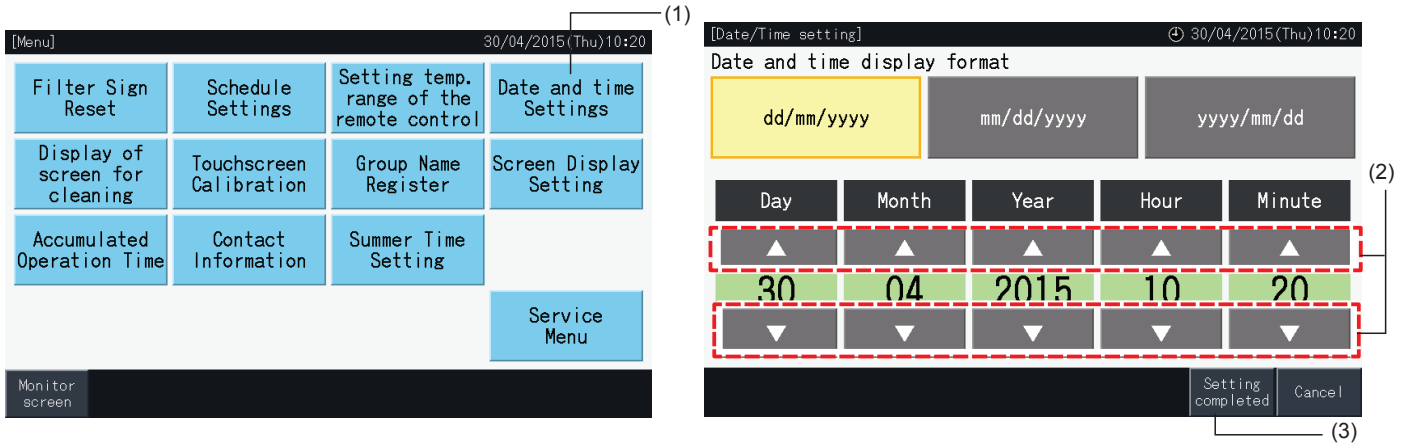 (1)
[Menu] 30/04/2015(Thu)10:20
Filter Sign
Reset
Schedule
Settings
Setting temp.
range of the
remote control
Date and time
Settings
Display of
screen for
cleaning
Touchscreen
Calibration
Group Name
Register
Screen Display
Setting
Accumulated
Operation Time
Contact
Information
Summer Time
Setting
Service
Menu
Monitor
screen
[Date/Time setting] 30/04/2015(Thu)10:20
Date and time display format
dd/mm/yyyy mm/dd/yyyy yyyy/mm/dd
(2)
Day Month Year Hour Minute
30 04 2015 10 20
Setting
completed
Cancel
(3)